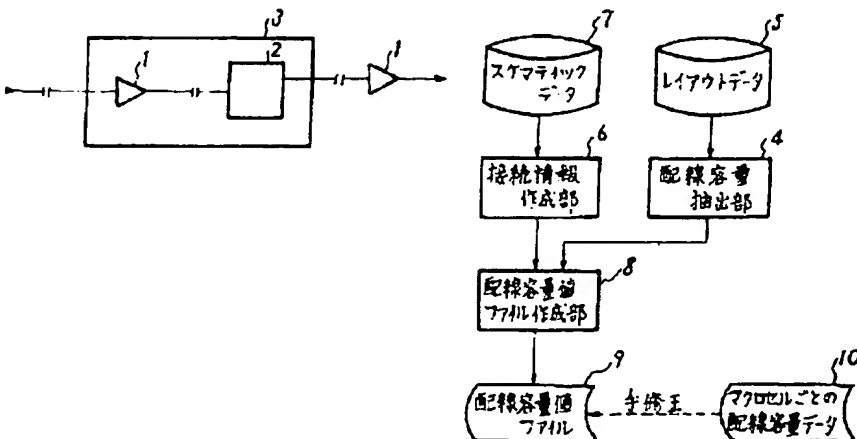 3
1
2
1
7
スケマティック
データ
5
レイアウトデータ
6
接続情報
作成部
4
配線容量
抽出部
8
配線容量値
ファイル作成部
9
配線容量値
ファイル
手修正
10
マクロセルごとの
配線容量データ